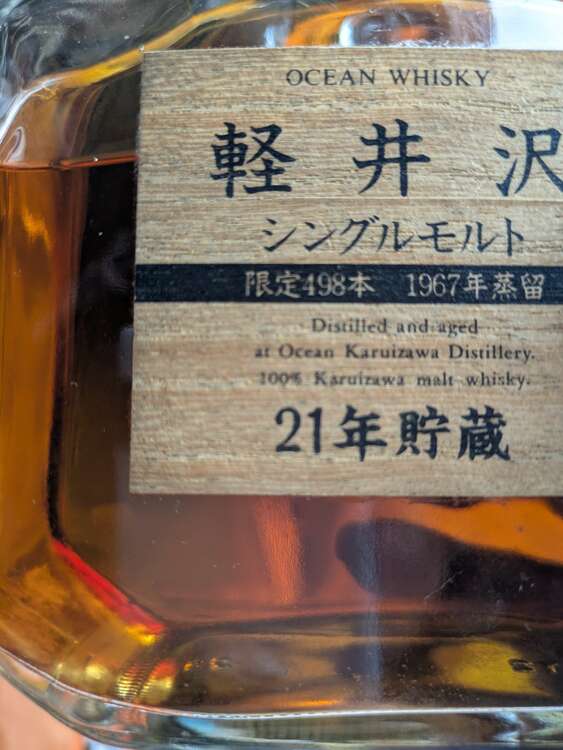 OCEAN WHISKY
軽井沢
シングルモルト
限定498本 1967年蒸留
Distilled and aged
at Ocean Karuizawa Distillery.
100% Karuizawa malt whisky.
21年貯蔵